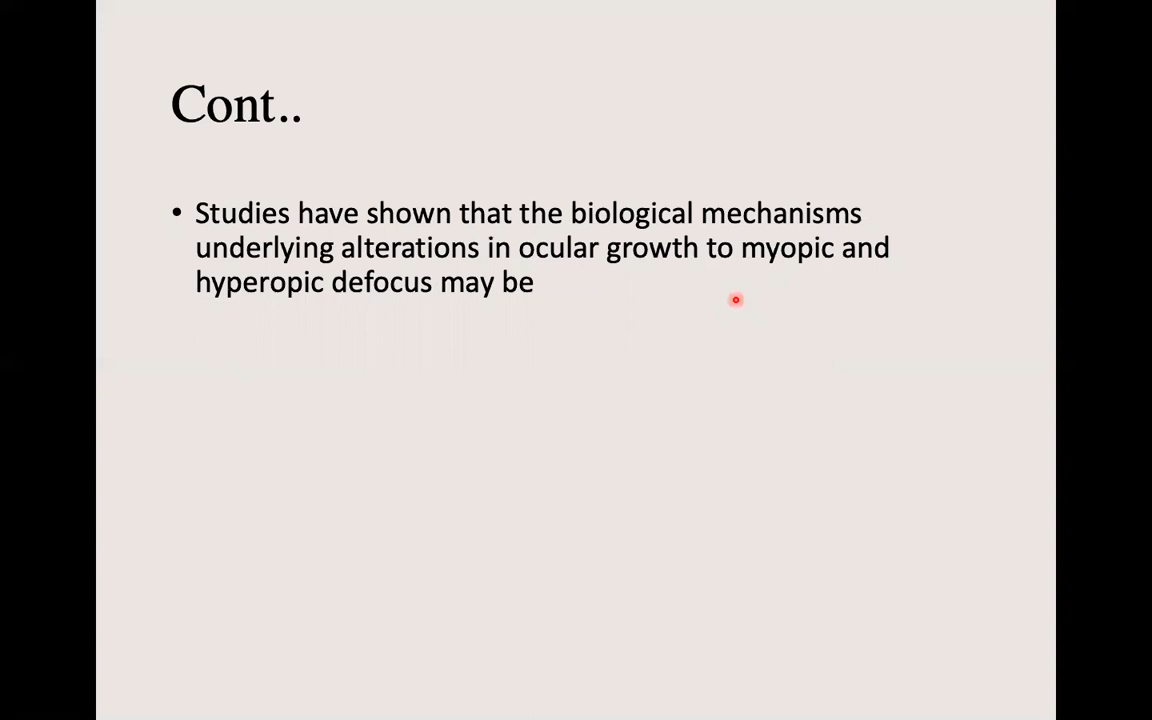 Cont..
• Studies have shown that the biological mechanisms
underlying alterations in ocular growth to myopic and
hyperopic defocus may be